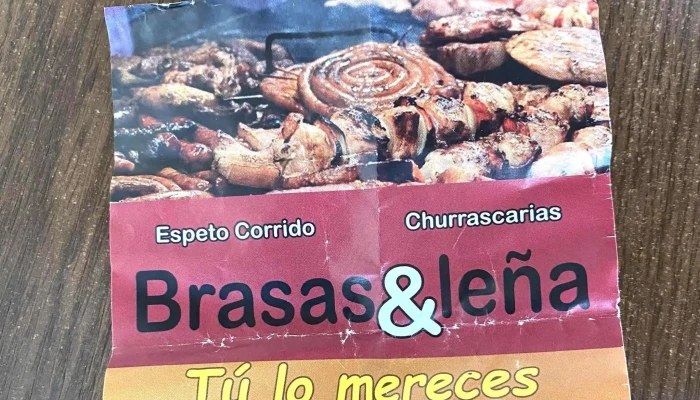 Espeto Corrido Churrascarias
Brasas&leña
Tú lo mereces